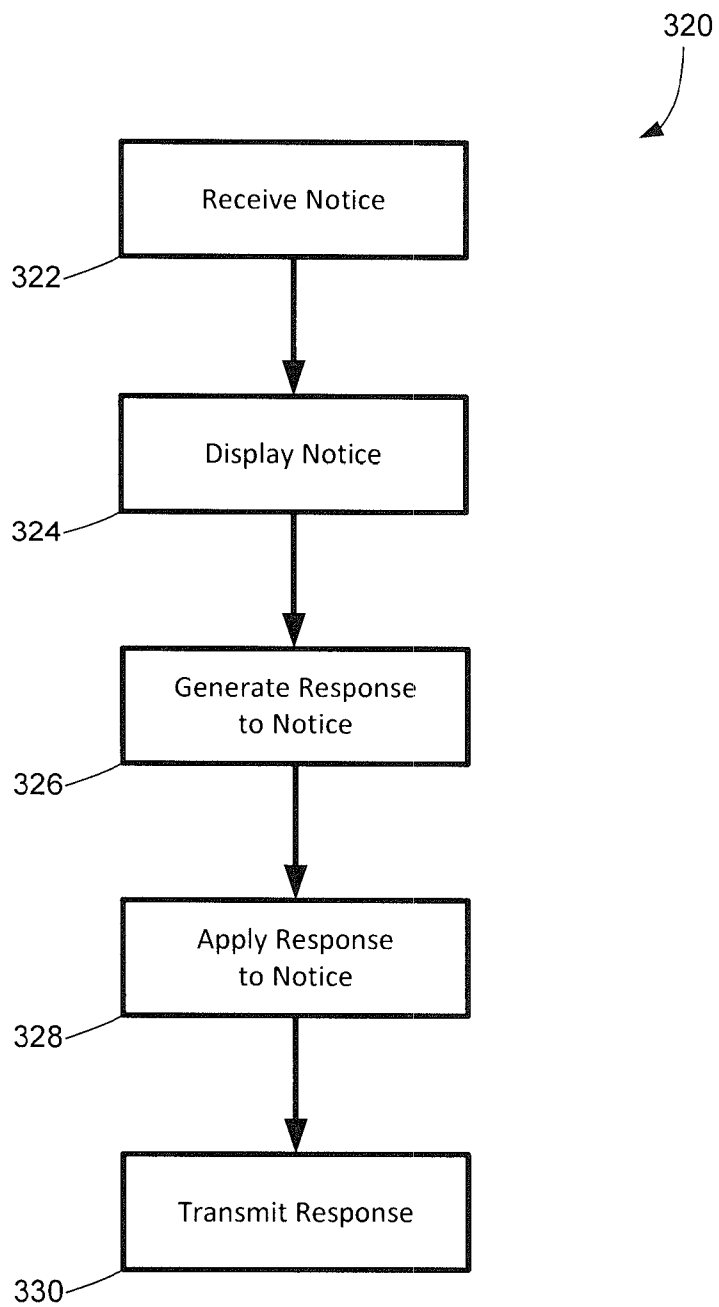 320
Receive Notice
322
Display Notice
324
Generate Response
to Notice
326
Apply Response
to Notice
328
Transmit Response
330